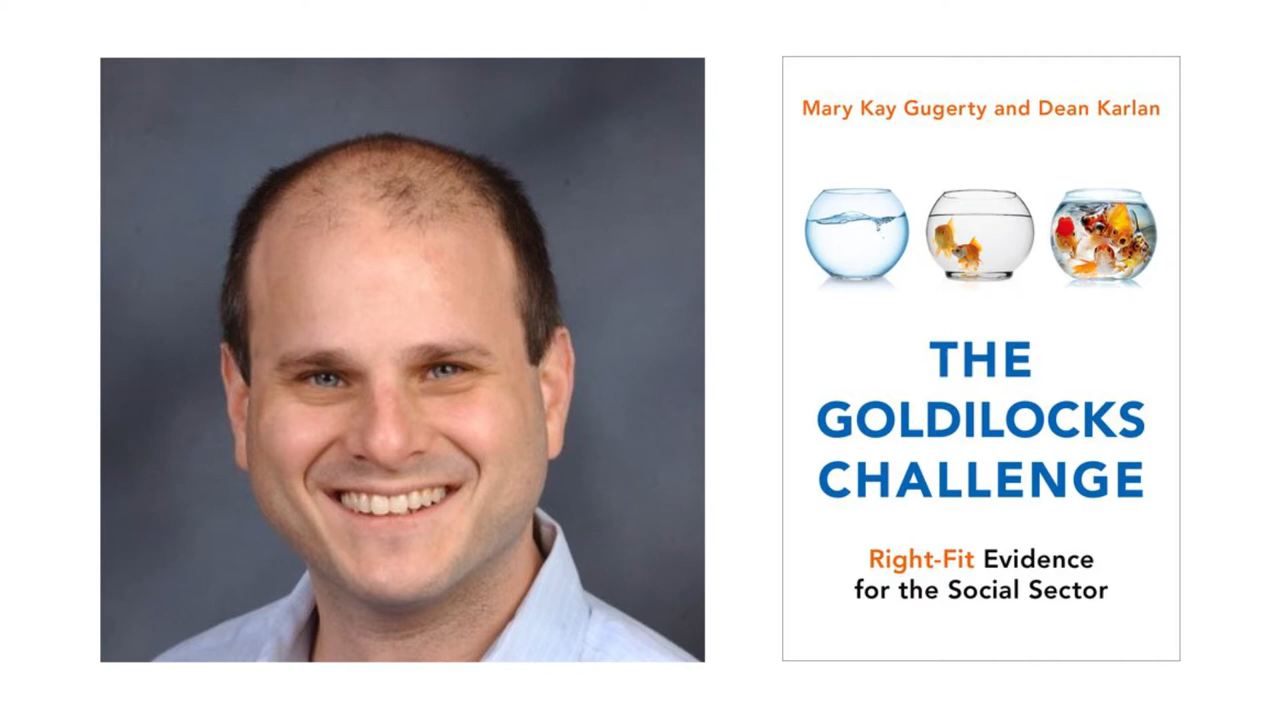 Mary Kay Gugerty and Dean Karlan
THE
GOLDILOCKS
CHALLENGE
Right-Fit Evidence
for the Social Sector